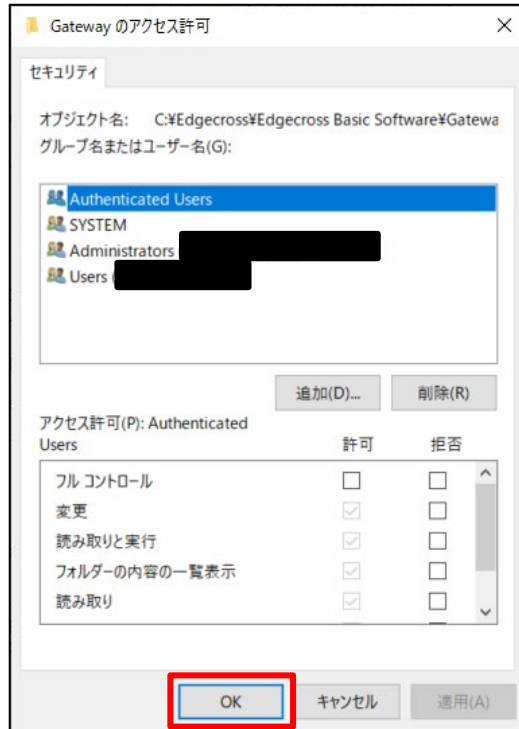 Gateway のアクセス許可
セキュリティ
オブジェクト名: C:¥Edgecross¥Edgecross Basic Software¥Gatewa
グループ名またはユーザー名(G):
Authenticated Users
SYSTEM
Administrators (
Users (
追加(D)...
削除(R)
アクセス許可(P): Authenticated
Users
許可
拒否
フル コントロール
変更
読み取りと実行
フォルダーの内容の一覧表示
読み取り
OK
キャンセル
適用(A)